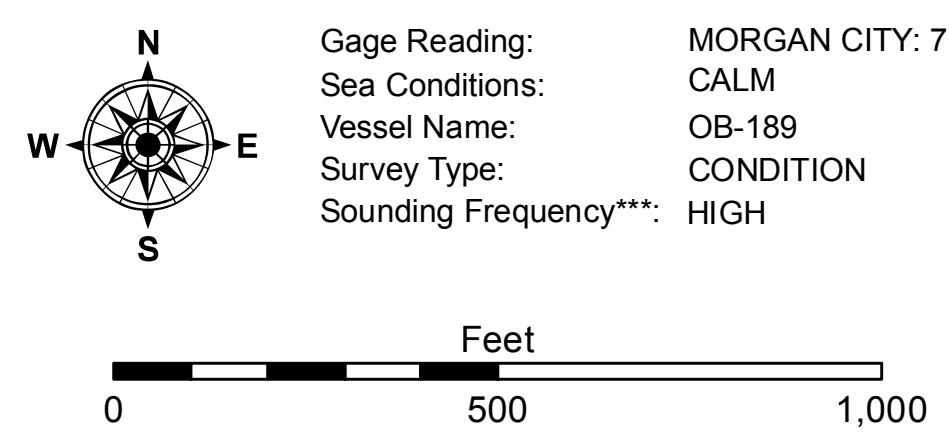 N
W E
S
Gage Reading: MORGAN CITY: 7
Sea Conditions: CALM
Vessel Name: OB-189
Survey Type: CONDITION
Sounding Frequency***: HIGH
Feet
0 500 1,000